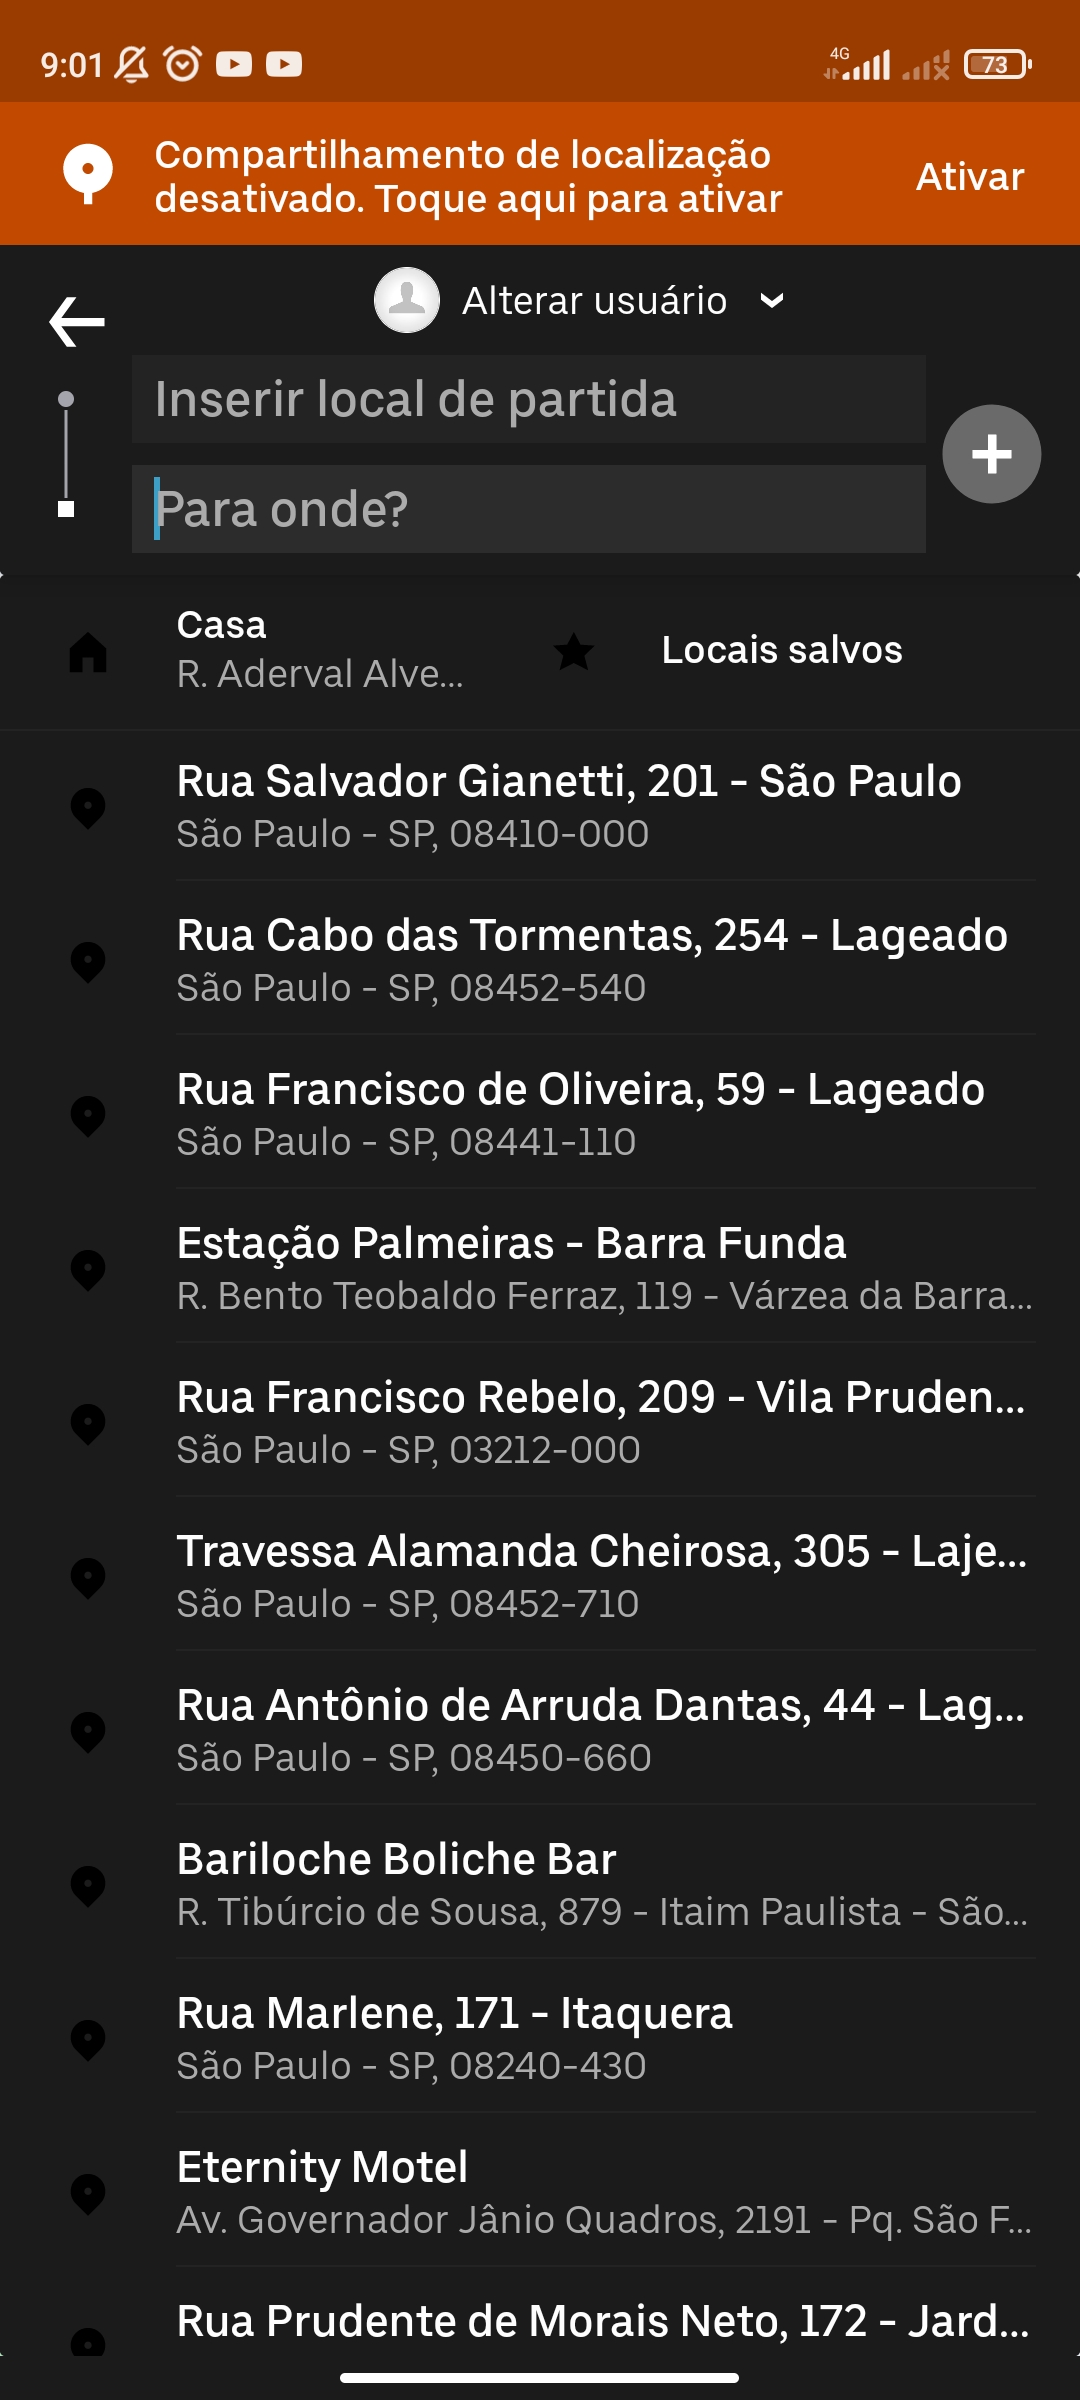 9:01
4G
73
Compartilhamento de localização
desativado. Toque aqui para ativar
Ativar
Alterar usuário
Inserir local de partida
Para onde?
Casa
R. Aderval Alve...
Locais salvos
Rua Salvador Gianetti, 201 - São Paulo
São Paulo - SP, 08410-000
Rua Cabo das Tormentas, 254 - Lageado
São Paulo - SP, 08452-540
Rua Francisco de Oliveira, 59 - Lageado
São Paulo - SP, 08441-110
Estação Palmeiras - Barra Funda
R. Bento Teobaldo Ferraz, 119 - Várzea da Barra...
Rua Francisco Rebelo, 209 - Vila Pruden...
São Paulo - SP, 03212-000
Travessa Alamanda Cheirosa, 305 - Laje...
São Paulo - SP, 08452-710
Rua Antônio de Arruda Dantas, 44 - Lag...
São Paulo - SP, 08450-660
Bariloche Boliche Bar
R. Tibúrcio de Sousa, 879 - Itaim Paulista - São...
Rua Marlene, 171 - Itaquera
São Paulo - SP, 08240-430
Eternity Motel
Av. Governador Jânio Quadros, 2191 - Pq. São F...
Rua Prudente de Morais Neto, 172 - Jard...